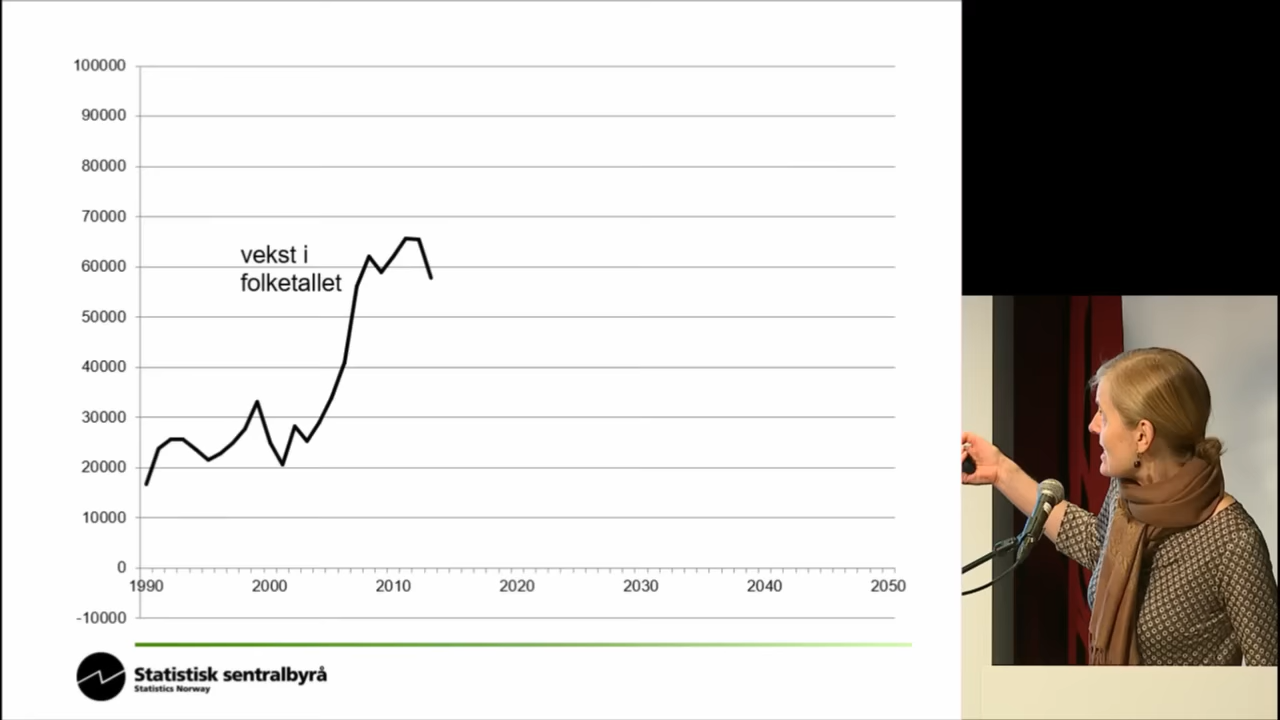 100000
90000
80000
70000
60000
50000
40000
30000
20000
10000
0
-10000
vekst i
folketallet
1990 2000 2010 2020 2030 2040 2050
Statistisk sentralbyrå
Statistics Norway